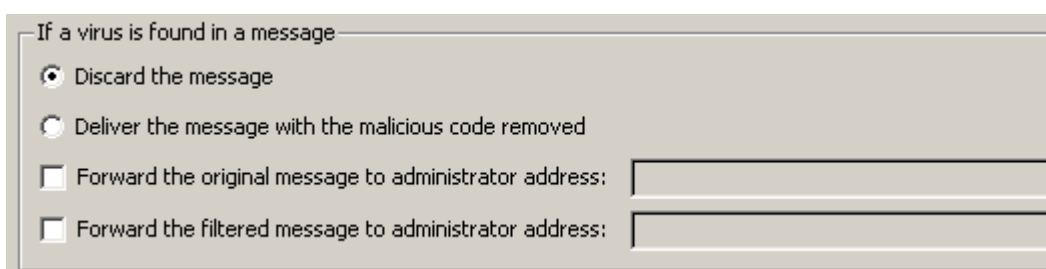 If a virus is found in a message
Discard the message
Deliver the message with the malicious code removed
Forward the original message to administrator address:
Forward the filtered message to administrator address: